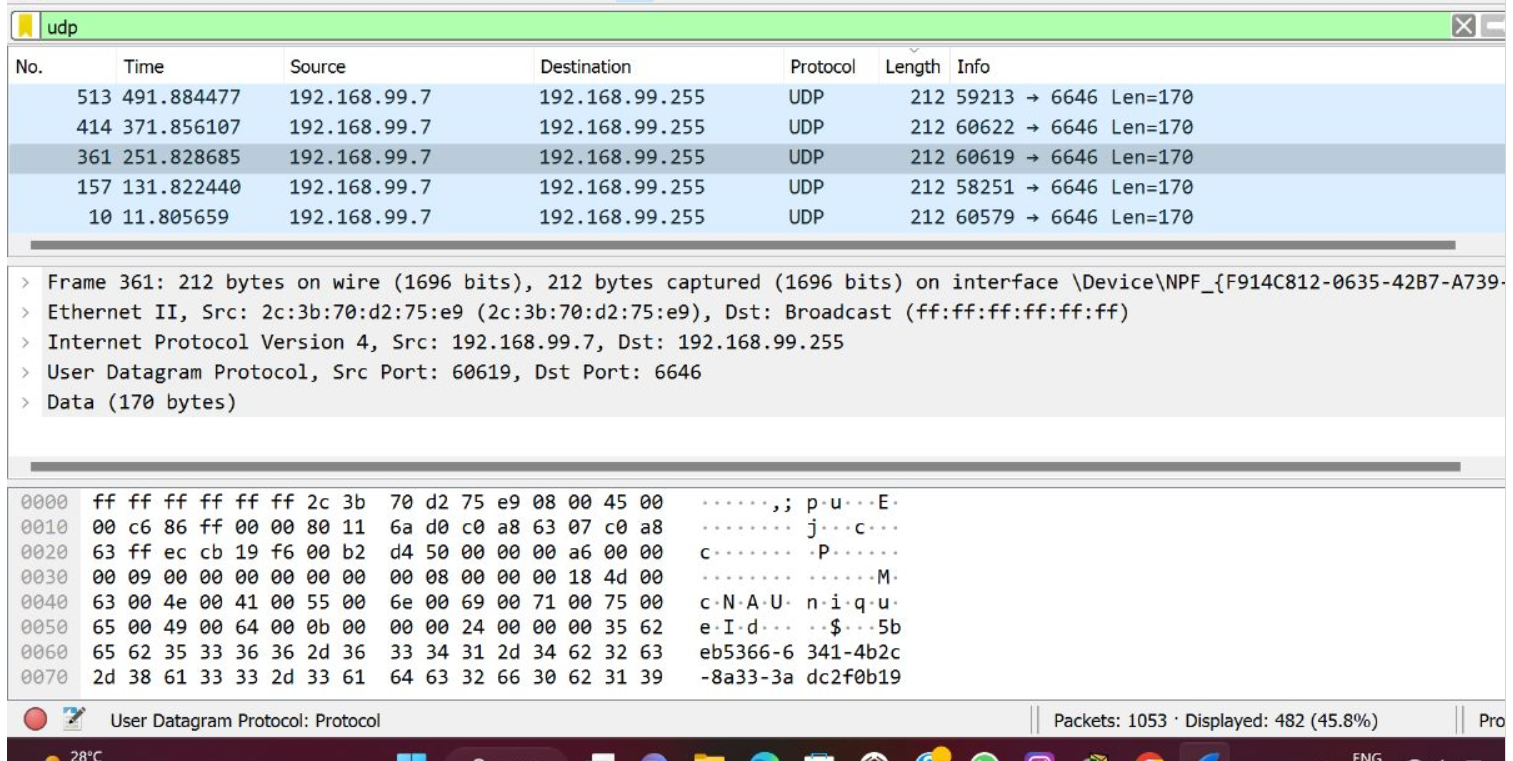 udp
No. Time Source Destination Protocol Length Info
513 491.884477 192.168.99.7 192.168.99.255 UDP 212 59213 → 6646 Len=170
414 371.856107 192.168.99.7 192.168.99.255 UDP 212 60622 → 6646 Len=170
361 251.828685 192.168.99.7 192.168.99.255 UDP 212 60619 → 6646 Len=170
157 131.822440 192.168.99.7 192.168.99.255 UDP 212 58251 → 6646 Len=170
10 11.805659 192.168.99.7 192.168.99.255 UDP 212 60579 → 6646 Len=170
> Frame 361: 212 bytes on wire (1696 bits), 212 bytes captured (1696 bits) on interface \Device\NPF_{F914C812-0635-42B7-A739-
> Ethernet II, Src: 2c:3b:70:d2:75:e9 (2c:3b:70:d2:75:e9), Dst: Broadcast (ff:ff:ff:ff:ff:ff)
> Internet Protocol Version 4, Src: 192.168.99.7, Dst: 192.168.99.255
> User Datagram Protocol, Src Port: 60619, Dst Port: 6646
> Data (170 bytes)
0000 ff ff ff ff ff ff 2c 3b 70 d2 75 e9 08 00 45 00 ······,; p·u···E·
0010 00 c6 86 ff 00 00 80 11 6a d0 c0 a8 63 07 c0 a8 ········ j···c···
0020 63 ff ec cb 19 f6 00 b2 d4 50 00 00 00 a6 00 00 c······· ·P······
0030 00 09 00 00 00 00 00 00 00 08 00 00 00 18 4d 00 ········ ······M·
0040 63 00 4e 00 41 00 55 00 6e 00 69 00 71 00 75 00 c·N·A·U· n·i·q·u·
0050 65 00 49 00 64 00 0b 00 00 00 24 00 00 00 35 62 e·I·d··· ··$···5b
0060 65 62 35 33 36 36 2d 36 33 34 31 2d 34 62 32 63 eb5366-6 341-4b2c
0070 2d 38 61 33 33 2d 33 61 64 63 32 66 30 62 31 39 -8a33-3a dc2f0b19
User Datagram Protocol: Protocol Packets: 1053 · Displayed: 482 (45.8%) Pro
28°C ENG